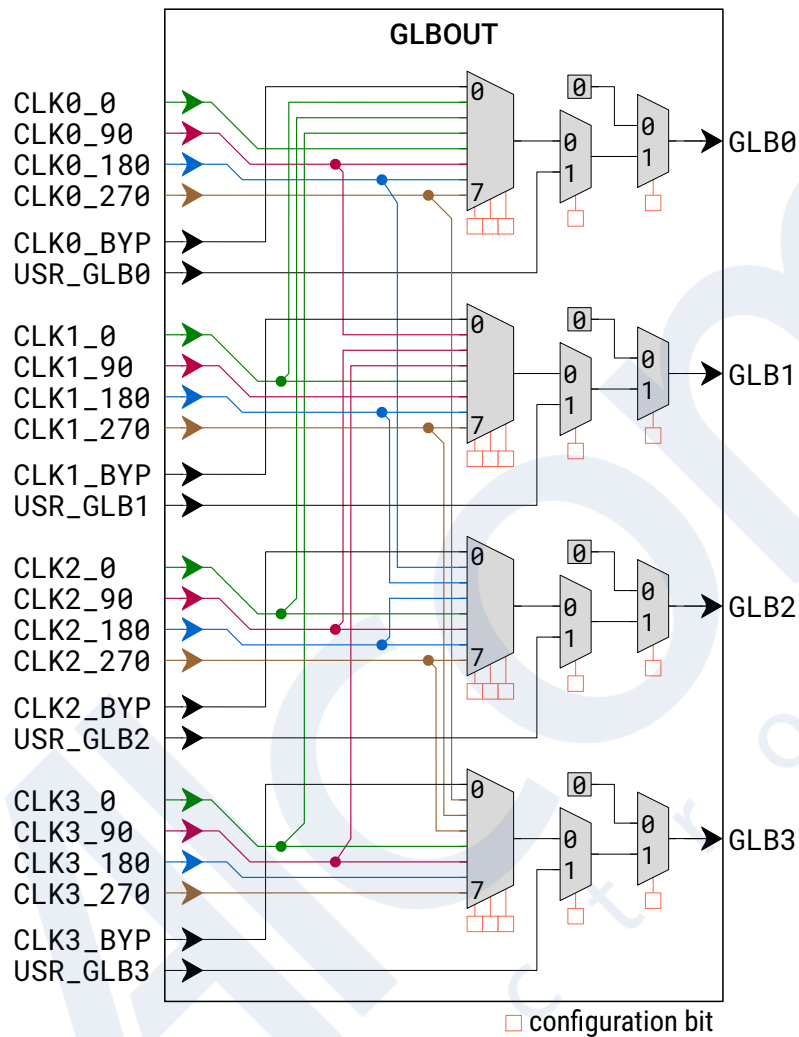 GLBOUT
CLK0_0
CLK0_90
CLK0_180
CLK0_270
CLK0_BYP
USR_GLB0
0
7
0
0
1
0
1
GLB0
CLK1_0
CLK1_90
CLK1_180
CLK1_270
CLK1_BYP
USR_GLB1
0
7
0
0
1
0
1
GLB1
CLK2_0
CLK2_90
CLK2_180
CLK2_270
CLK2_BYP
USR_GLB2
0
7
0
0
1
0
1
GLB2
CLK3_0
CLK3_90
CLK3_180
CLK3_270
CLK3_BYP
USR_GLB3
0
7
0
0
1
0
1
GLB3
configuration bit